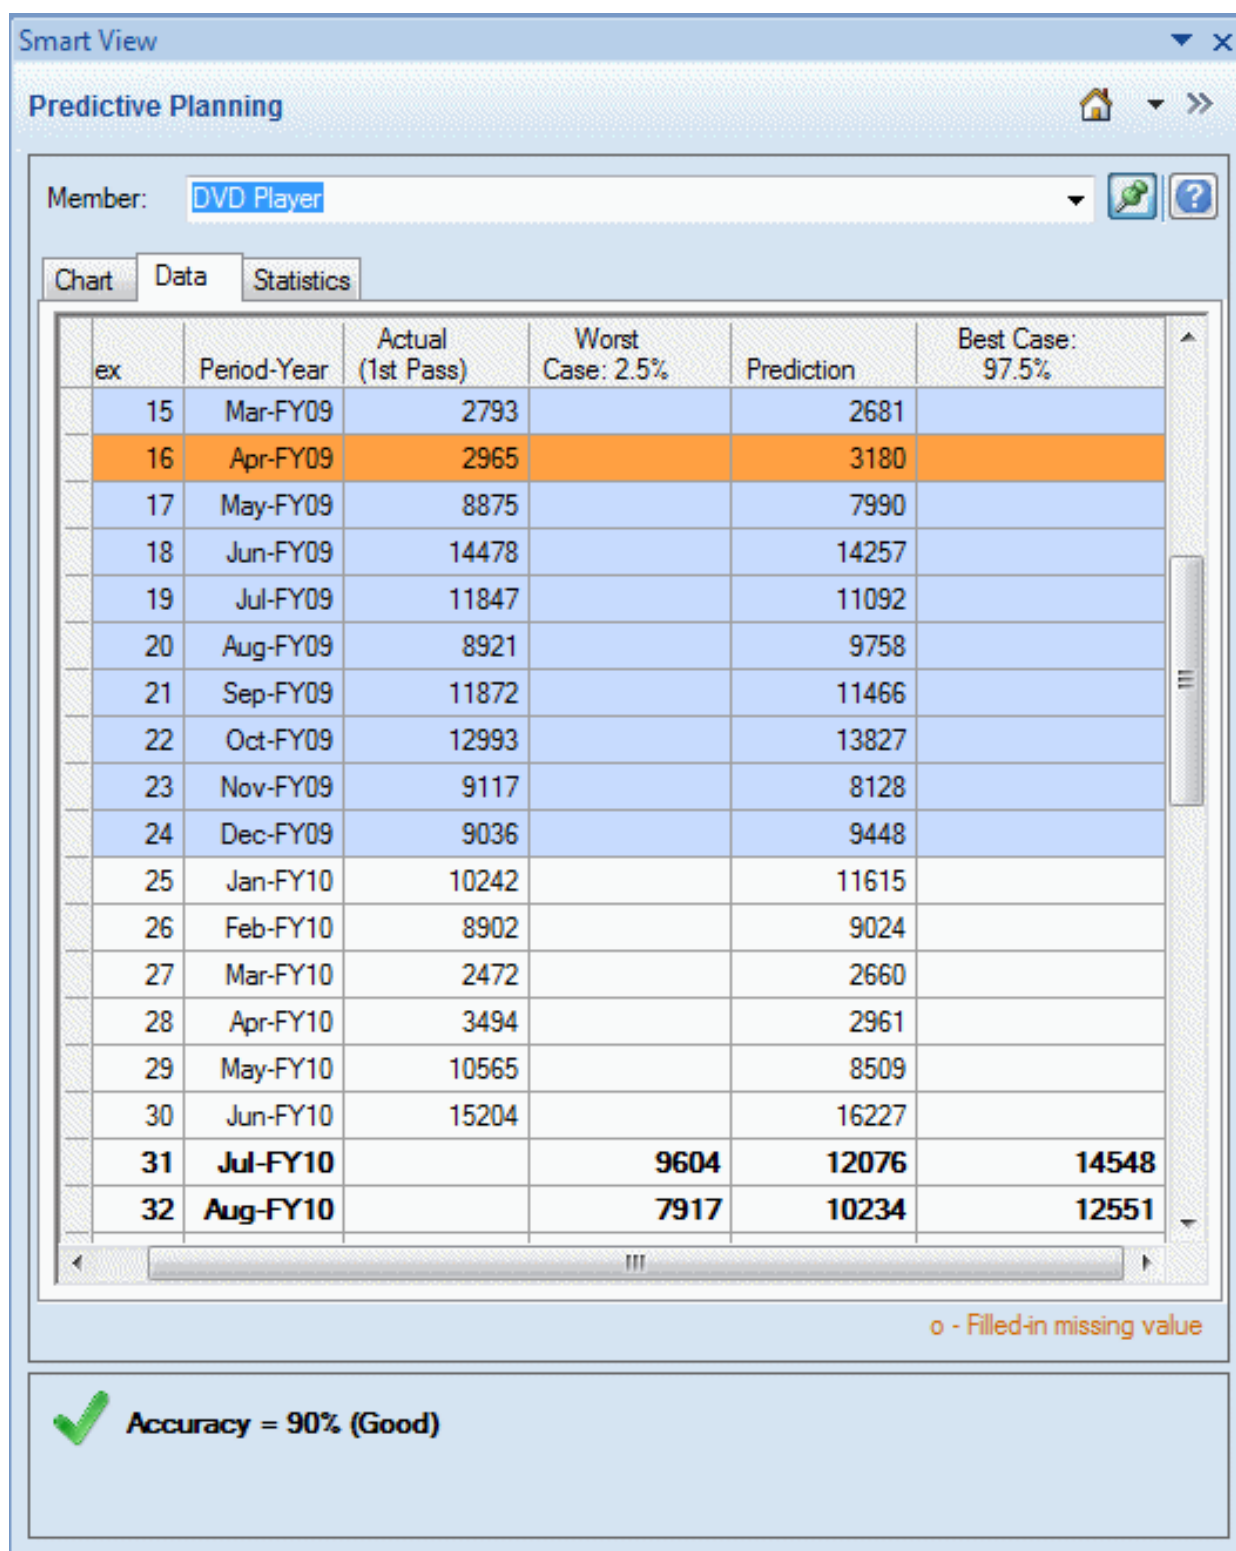 Smart View
Predictive Planning
Member: DVD Player
Chart Data Statistics
ex Period-Year Actual (1st Pass) Worst Case: 2.5% Prediction Best Case: 97.5%
15 Mar-FY09 2793 2681
16 Apr-FY09 2965 3180
17 May-FY09 8875 7990
18 Jun-FY09 14478 14257
19 Jul-FY09 11847 11092
20 Aug-FY09 8921 9758
21 Sep-FY09 11872 11466
22 Oct-FY09 12993 13827
23 Nov-FY09 9117 8128
24 Dec-FY09 9036 9448
25 Jan-FY10 10242 11615
26 Feb-FY10 8902 9024
27 Mar-FY10 2472 2660
28 Apr-FY10 3494 2961
29 May-FY10 10565 8509
30 Jun-FY10 15204 16227
31 Jul-FY10 9604 12076 14548
32 Aug-FY10 7917 10234 12551
o - Filled-in missing value
Accuracy = 90% (Good)